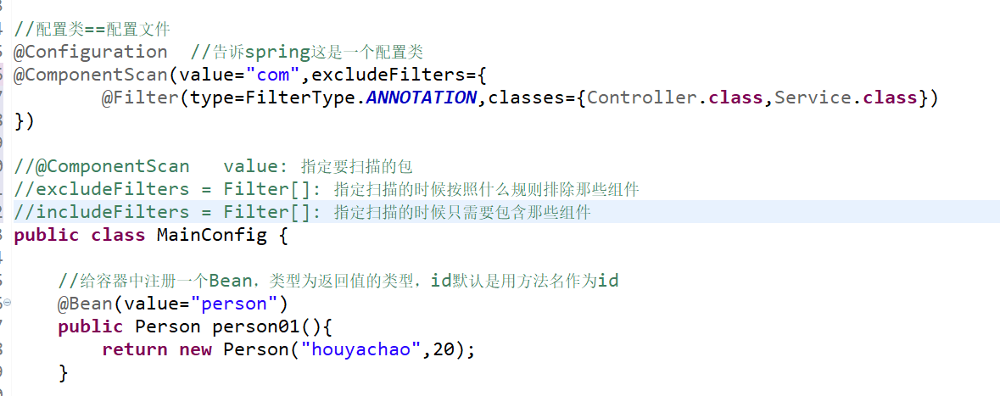 //配置类==配置文件
@Configuration  //告诉spring这是一个配置类
@ComponentScan(value="com",excludeFilters={
        @Filter(type=FilterType.ANNOTATION,classes={Controller.class,Service.class})
})
//@ComponentScan   value: 指定要扫描的包
//excludeFilters = Filter[]: 指定扫描的时候按照什么规则排除那些组件
//includeFilters = Filter[]: 指定扫描的时候只需要包含那些组件
public class MainConfig {
    //给容器中注册一个Bean，类型为返回值的类型，id默认是用方法名作为id
    @Bean(value="person")
    public Person person01(){
        return new Person("houyachao",20);
    }